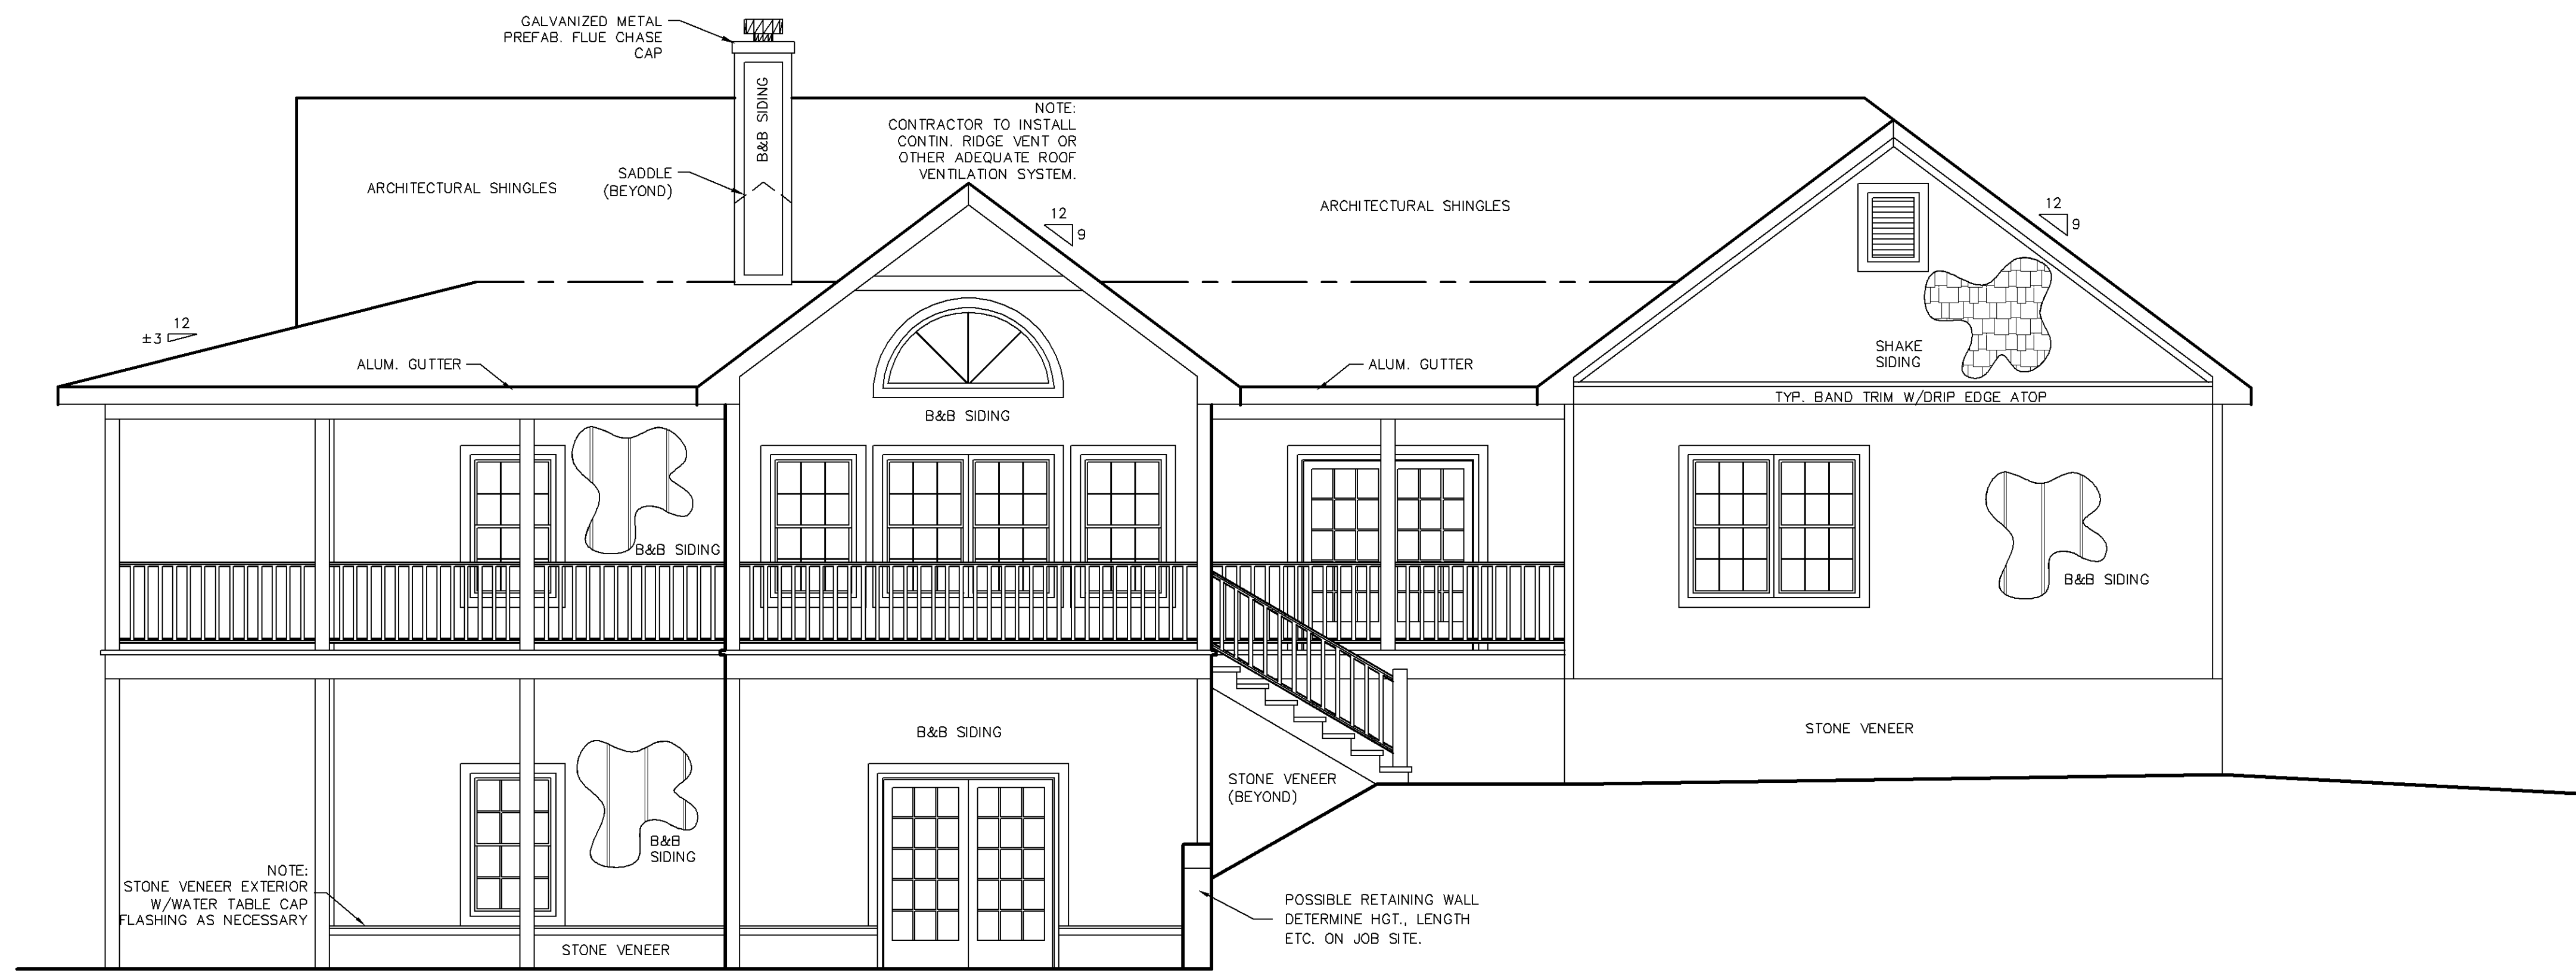 GALVANIZED METAL
PREFAB. FLUE CHASE
CAP
B&B SIDING
NOTE:
CONTRACTOR TO INSTALL
CONTIN. RIDGE VENT OR
OTHER ADEQUATE ROOF
VENTILATION SYSTEM.
SADDLE
(BEYOND)
ARCHITECTURAL SHINGLES
ARCHITECTURAL SHINGLES
12
9
12
9
12
±3
SHAKE
SIDING
ALUM. GUTTER
ALUM. GUTTER
TYP. BAND TRIM W/DRIP EDGE ATOP
B&B SIDING
B&B SIDING
B&B SIDING
B&B SIDING
STONE VENEER
STONE VENEER
(BEYOND)
B&B
SIDING
NOTE:
STONE VENEER EXTERIOR
W/WATER TABLE CAP
FLASHING AS NECESSARY
POSSIBLE RETAINING WALL
DETERMINE HGT., LENGTH
ETC. ON JOB SITE.
STONE VENEER